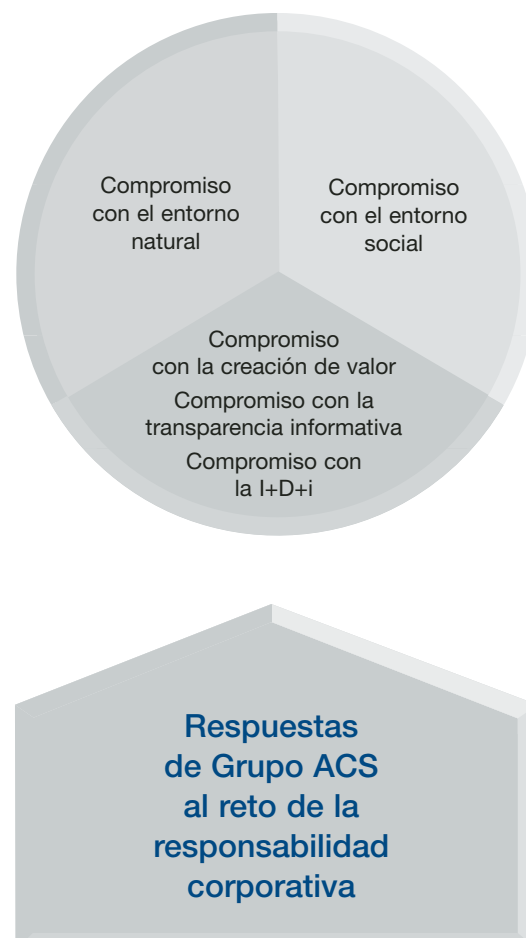 Compromiso
con el entorno
natural
Compromiso
con el entorno
social
Compromiso
con la creación de valor
Compromiso con la
transparencia informativa
Compromiso con
la I+D+i
Respuestas
de Grupo ACS
al reto de la
responsabilidad
corporativa